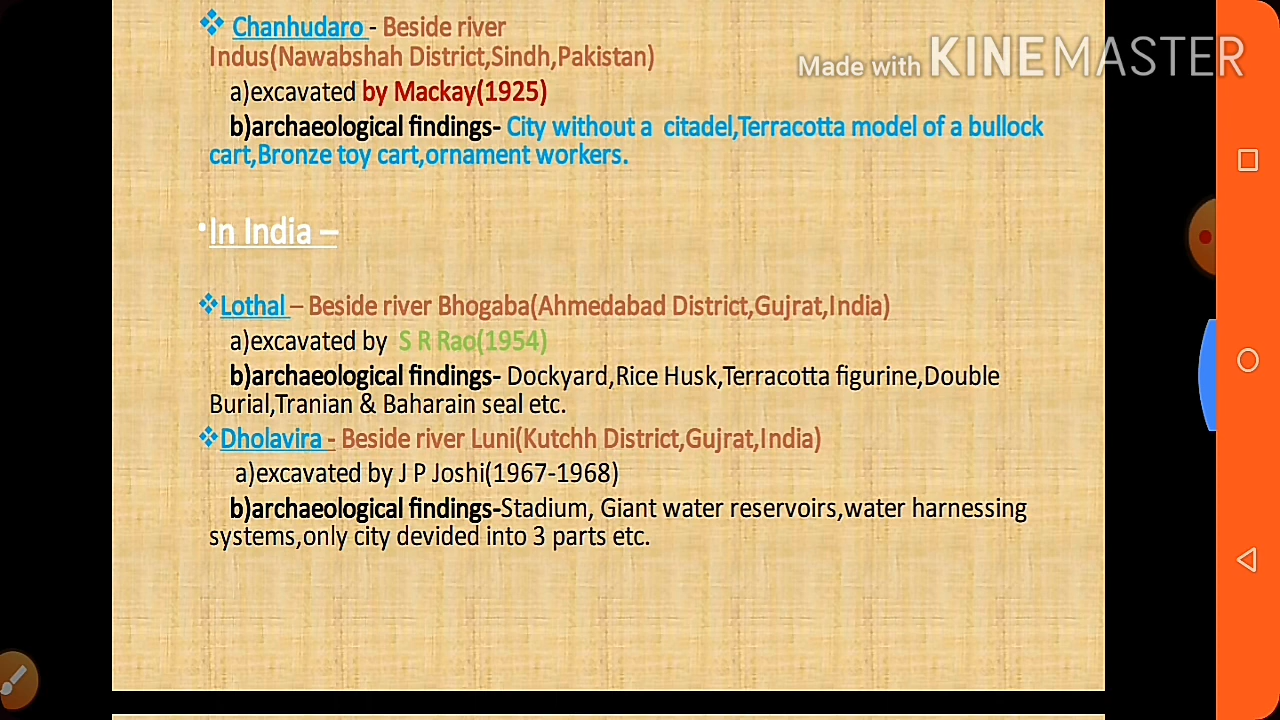 Made with KINEMASTER
❖ Chanhudaro - Beside river
Indus(Nawabshah District,Sindh,Pakistan)
a)excavated by Mackay(1925)
b)archaeological findings- City without a citadel,Terracotta model of a bullock
cart,Bronze toy cart,ornament workers.
•In India –
❖Lothal – Beside river Bhogaba(Ahmedabad District,Gujrat,India)
a)excavated by S R Rao(1954)
b)archaeological findings- Dockyard,Rice Husk,Terracotta figurine,Double
Burial,Tranian & Baharain seal etc.
❖Dholavira - Beside river Luni(Kutchh District,Gujrat,India)
a)excavated by J P Joshi(1967-1968)
b)archaeological findings-Stadium, Giant water reservoirs,water harnessing
systems,only city devided into 3 parts etc.